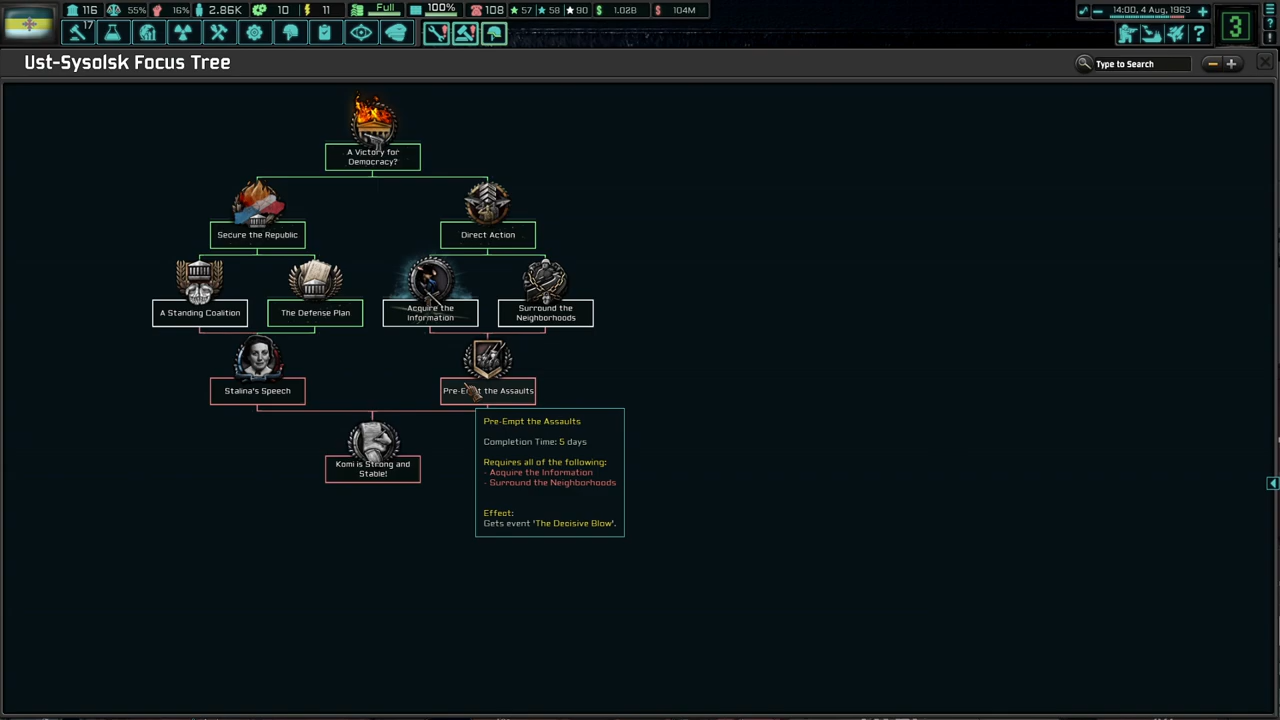 116
55%
16%
2.86K
10
11
Full
100%
108
57
58
90
1.02B
104M
14:00, 4 Aug, 1963
3
17
Ust-Sysolsk Focus Tree
Type to Search
A Victory for
Democracy?
Secure the Republic
Direct Action
A Standing Coalition
The Defense Plan
Acquire the
Information
Surround the
Neighborhoods
Stalina's Speech
Pre-Empt the Assaults
Komi is Strong and
Stable!
Pre-Empt the Assaults
Completion Time: 5 days
Requires all of the following:
- Acquire the Information
- Surround the Neighborhoods
Effect:
Gets event 'The Decisive Blow'.